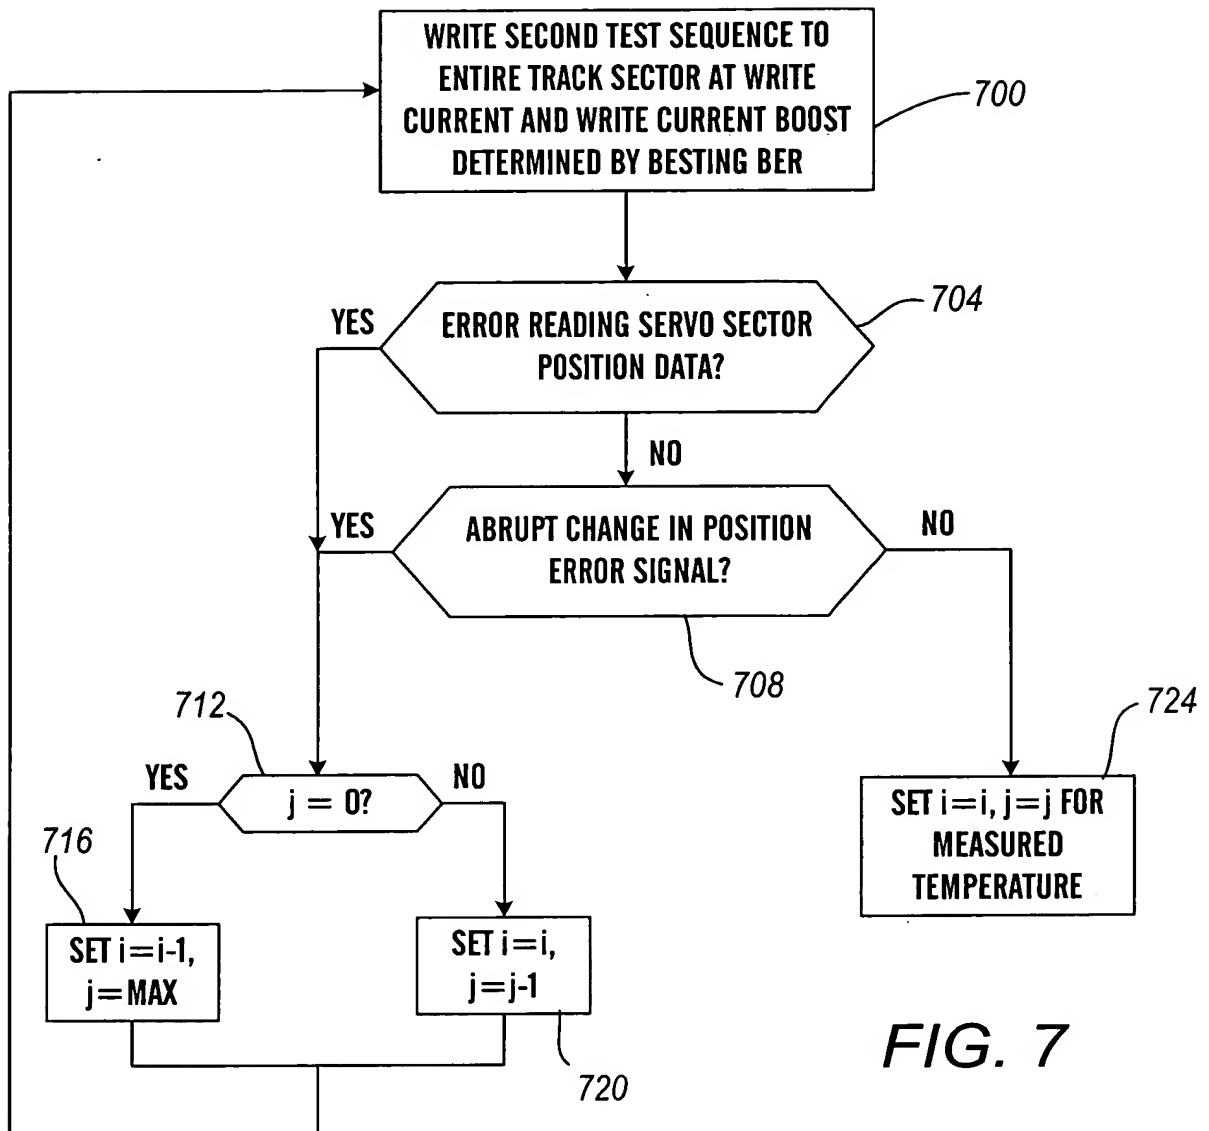 WRITE SECOND TEST SEQUENCE TO
ENTIRE TRACK SECTOR AT WRITE
CURRENT AND WRITE CURRENT BOOST
DETERMINED BY BESTING BER
700
704
YES
ERROR READING SERVO SECTOR
POSITION DATA?
NO
YES
ABRUPT CHANGE IN POSITION
ERROR SIGNAL?
NO
708
712
724
YES
j = 0?
NO
SET i=i, j=j FOR
MEASURED
TEMPERATURE
716
SET i=i-1,
j=MAX
SET i=i,
j=j-1
720
FIG. 7